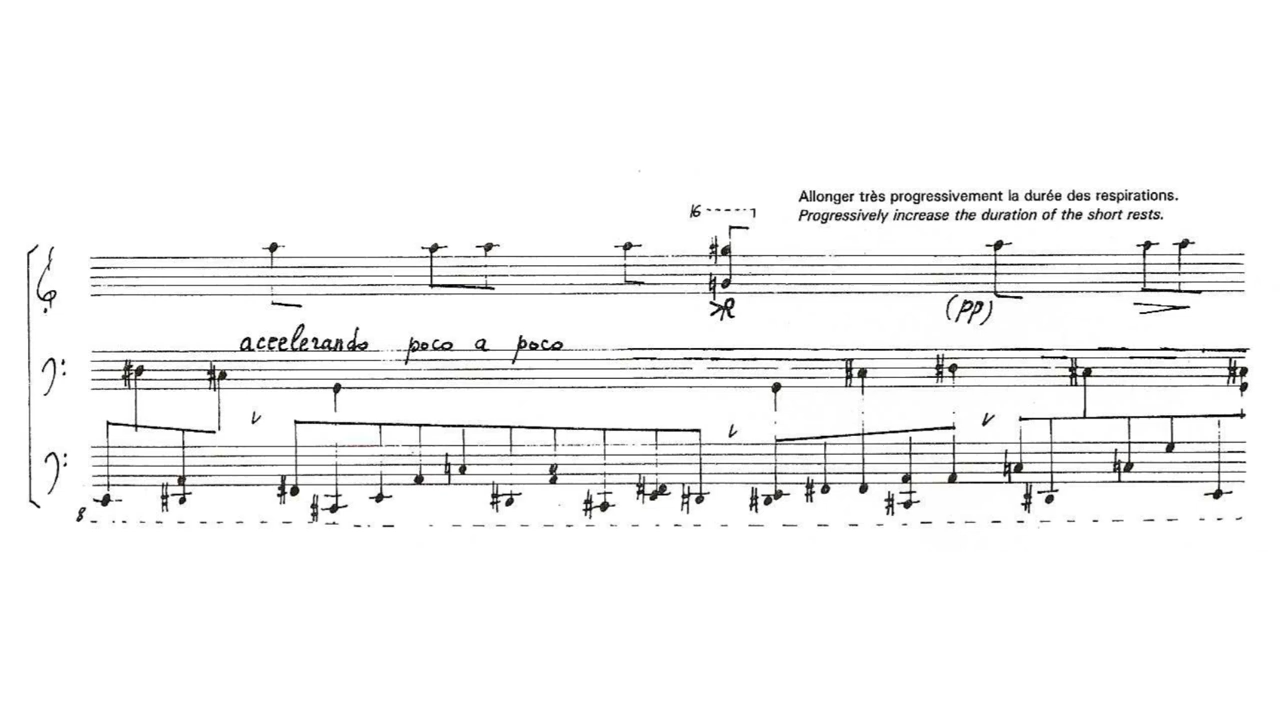 Allonger très progressivement la durée des respirations.
Progressively increase the duration of the short rests.
16
>R
(pp)
accelerando poco a poco
8